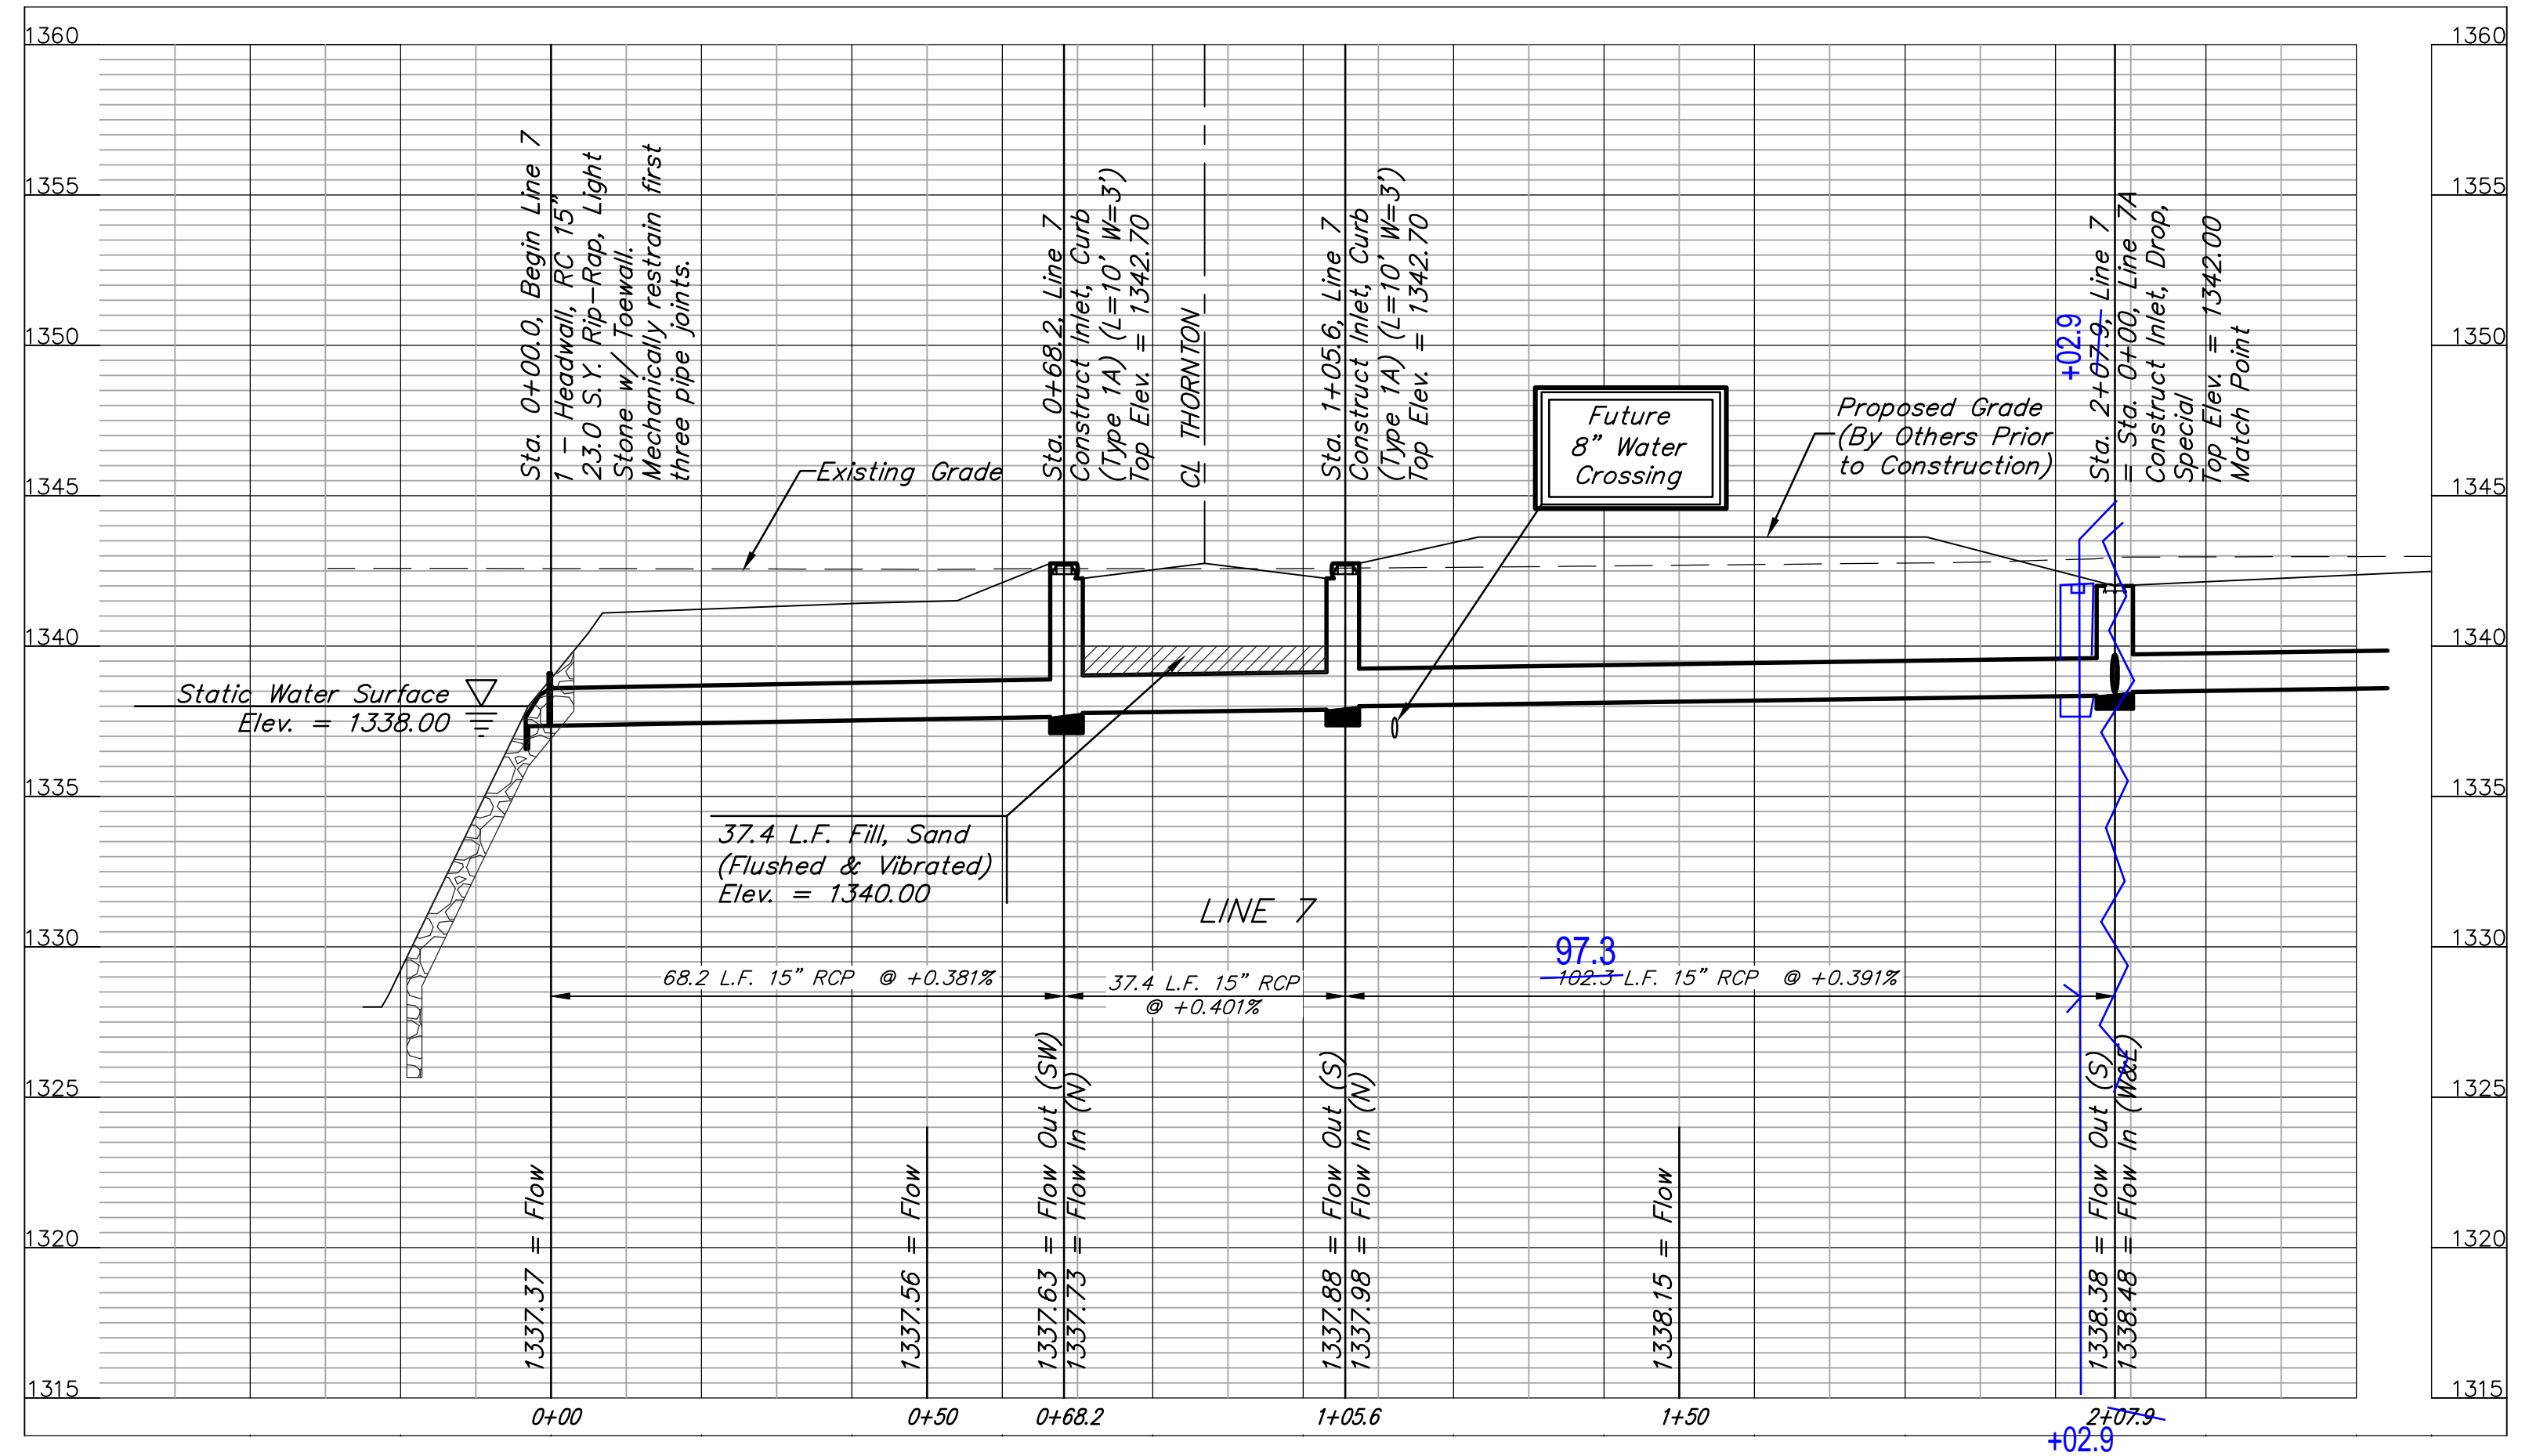 1360
1360
1355
1355
1350
1350
1345
1345
1340
1340
1335
1335
1330
1330
1325
1325
1320
1320
1315
1315
Sta. 0+00.0, Begin Line 7
1 - Headwall, RC 15"
23.0 S.Y. Rip-Rap, Light
Stone w/ Toewall.
Mechanically restrain first
three pipe joints.
Sta. 0+68.2, Line 7
Construct Inlet, Curb
(Type 1A) (L=10' W=3')
Top Elev. = 1342.70
CL THORNTON
Sta. 1+05.6, Line 7
Construct Inlet, Curb
(Type 1A) (L=10' W=3')
Top Elev. = 1342.70
+02.9
Sta. 2+07.9, Line 7
= Sta. 0+00, Line 7A
Construct Inlet, Drop,
Special
Top Elev. = 1342.00
Match Point
Future
8" Water
Crossing
Proposed Grade
(By Others Prior
to Construction)
Existing Grade
Static Water Surface
Elev. = 1338.00
37.4 L.F. Fill, Sand
(Flushed & Vibrated)
Elev. = 1340.00
LINE 7
97.3
68.2 L.F. 15" RCP @ +0.381%
37.4 L.F. 15" RCP
@ +0.401%
102.3 L.F. 15" RCP @ +0.391%
1337.37 = Flow
1337.56 = Flow
1337.63 = Flow Out (SW)
1337.73 = Flow In (N)
1337.88 = Flow Out (S)
1337.98 = Flow In (N)
1338.15 = Flow
1338.38 = Flow Out (S)
1338.48 = Flow In (W&E)
0+00
0+50
0+68.2
1+05.6
1+50
2+07.9
+02.9